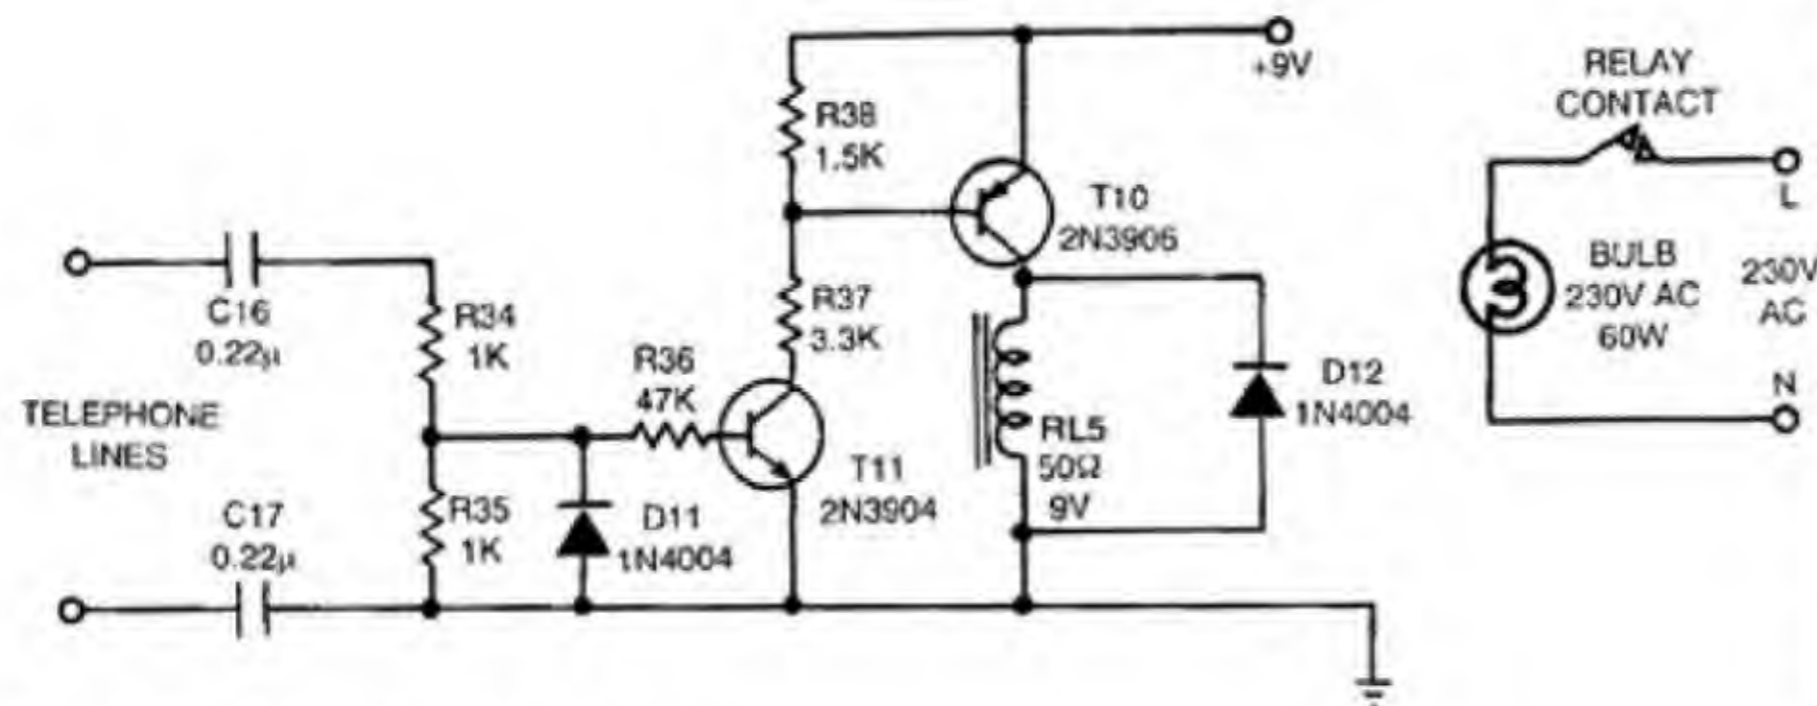 +9V
RELAY
CONTACT
R38
1.5K
T10
2N3906
L
C16
0.22µ
R34
1K
R37
3.3K
BULB
230V AC
60W
230V
AC
R36
47K
D12
1N4004
N
TELEPHONE
LINES
RL5
50Ω
9V
T11
2N3904
C17
0.22µ
R35
1K
D11
1N4004